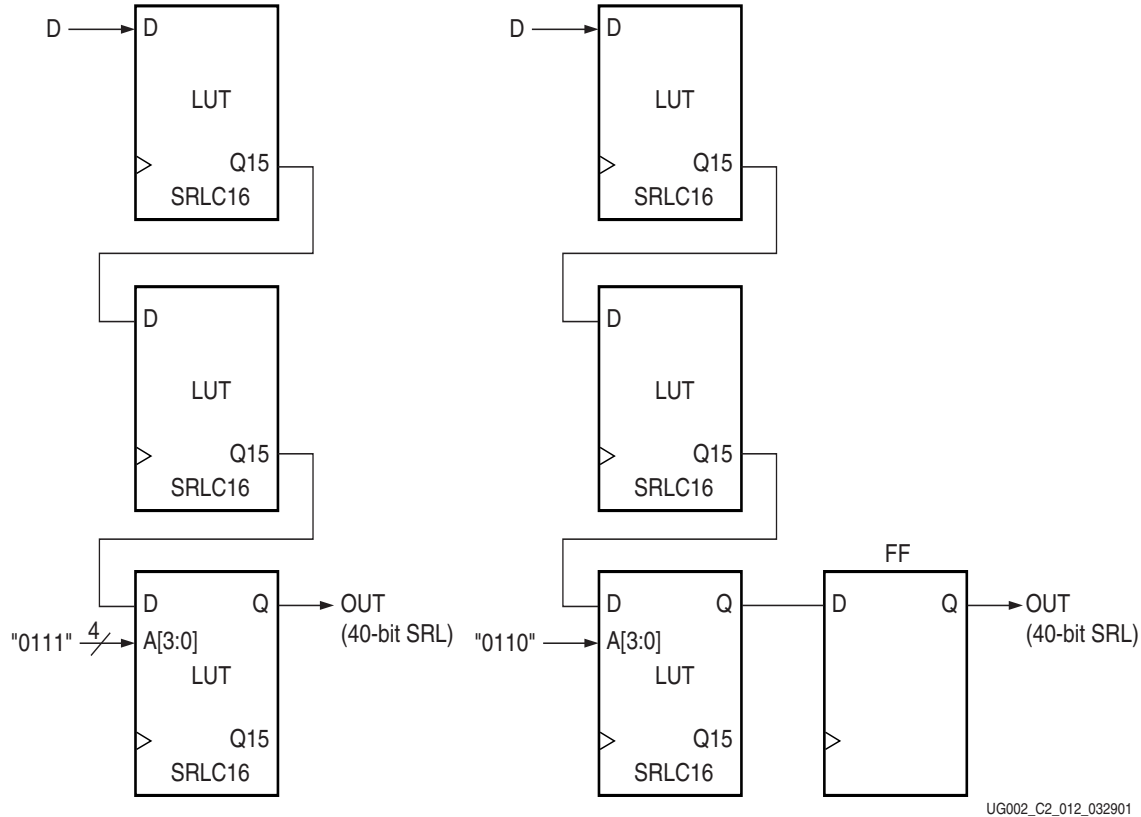 D
D
LUT
Q15
SRLC16
D
LUT
Q15
SRLC16
D
Q
OUT
(40-bit SRL)
"0111"
4
A[3:0]
LUT
Q15
SRLC16
D
D
LUT
Q15
SRLC16
D
LUT
Q15
SRLC16
D
Q
"0110"
A[3:0]
LUT
Q15
SRLC16
FF
D
Q
OUT
(40-bit SRL)
UG002_C2_012_032901